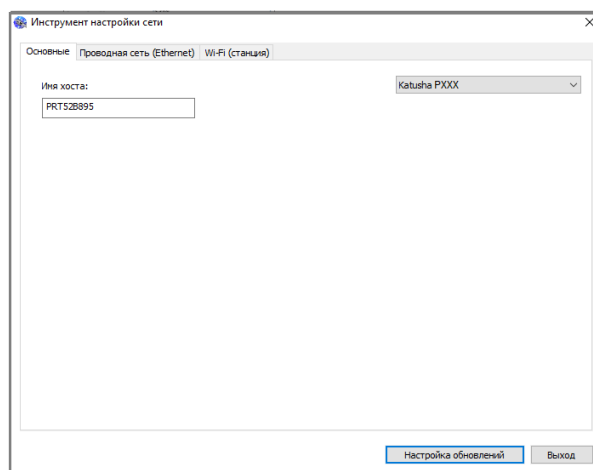 Инструмент настройки сети
Основные Проводная сеть (Ethernet) Wi-Fi (станция)
Имя хоста: Katusha PXXX
PRT52B895
Настройка обновлений Выход